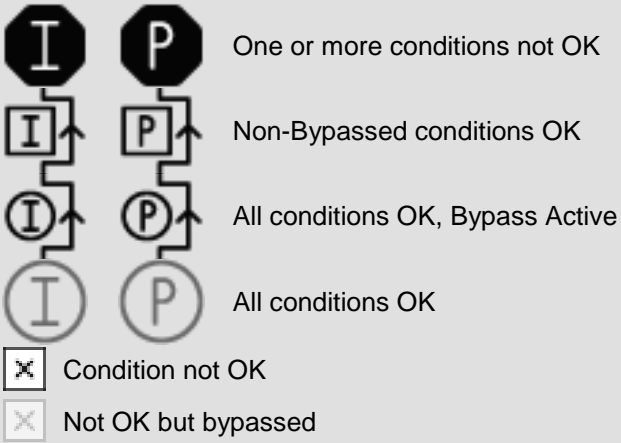 I P One or more conditions not OK
I P Non-Bypassed conditions OK
I P All conditions OK, Bypass Active
I P All conditions OK
Condition not OK
Not OK but bypassed